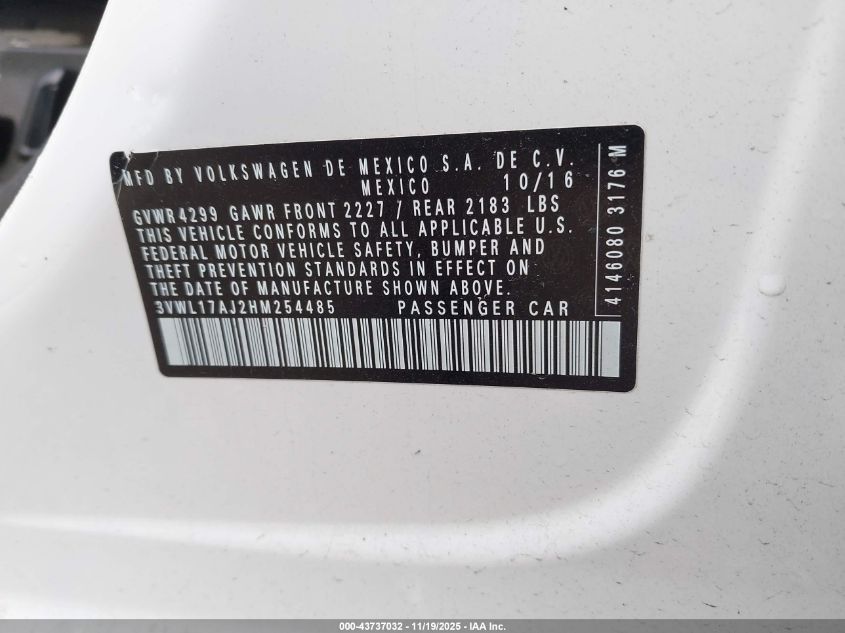 MFD BY VOLKSWAGEN DE MEXICO S.A. DE C.V.
MEXICO 10/16
GVWR 4299 GAWR FRONT 2227 / REAR 2183 LBS
THIS VEHICLE CONFORMS TO ALL APPLICABLE U.S.
FEDERAL MOTOR VEHICLE SAFETY, BUMPER AND
THEFT PREVENTION STANDARDS IN EFFECT ON
THE DATE OF MANUFACTURE SHOWN ABOVE.
3VWL17AJ2HM254485 PASSENGER CAR
4146080 3176 M
000-43737032 - 11/19/2025 - IAA Inc.